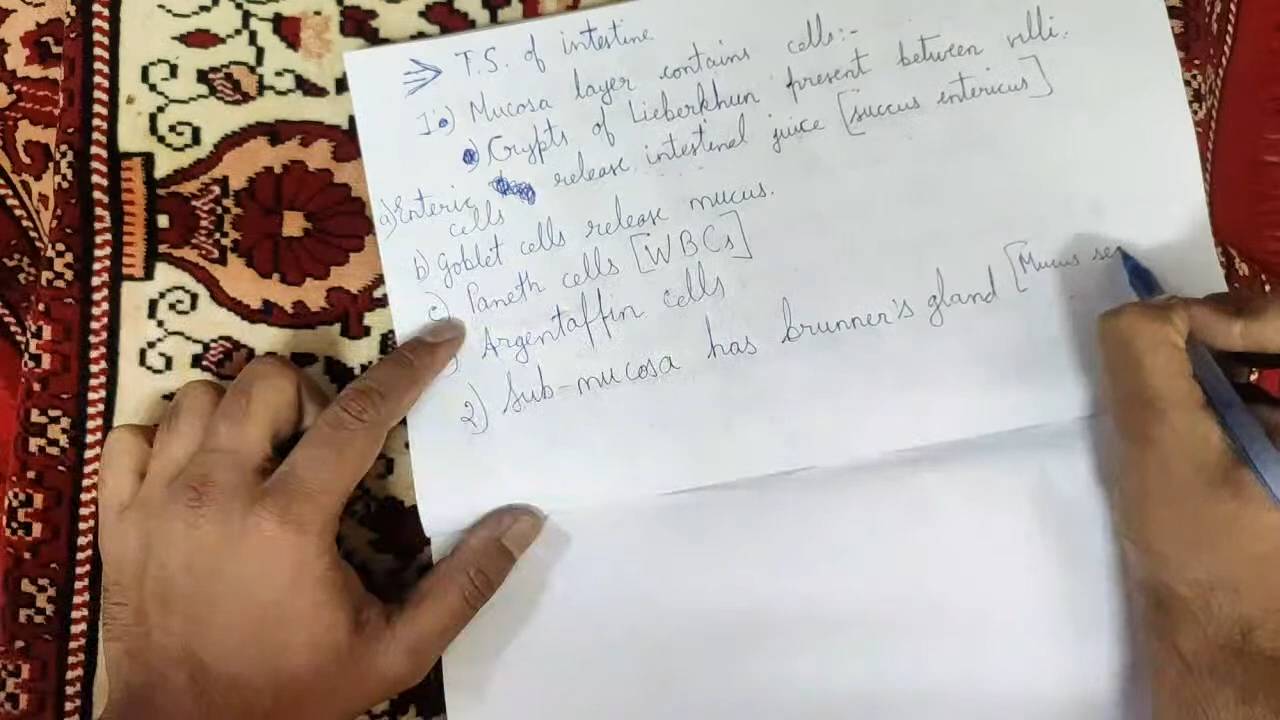 ⇒ T.S. of intestine
1•) Mucosa layer contains cells:-
•) Crypts of Lieberkhun present between villi.
a) Enteric cells release intestinal juice [succus entericus]
b) Goblet cells release mucus.
c) Paneth cells [WBCs]
) Argentaffin cells
2) Sub-mucosa has brunner's gland [Mucus se